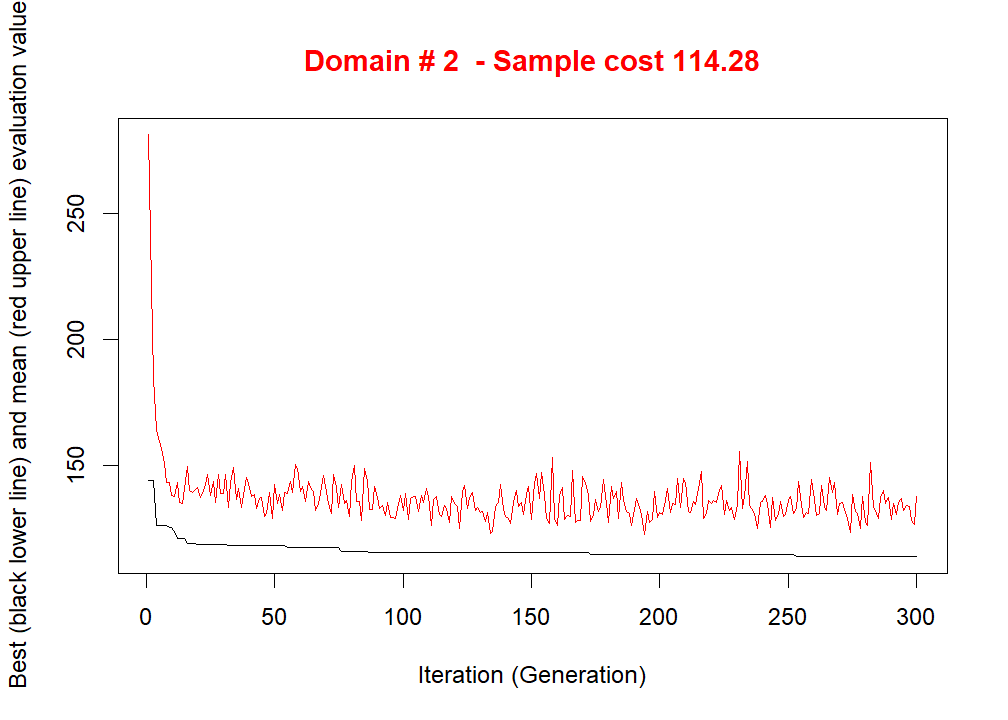 Domain # 2  - Sample cost 114.28
Best (black lower line) and mean (red upper line) evaluation value
250
200
150
0 50 100 150 200 250 300
Iteration (Generation)